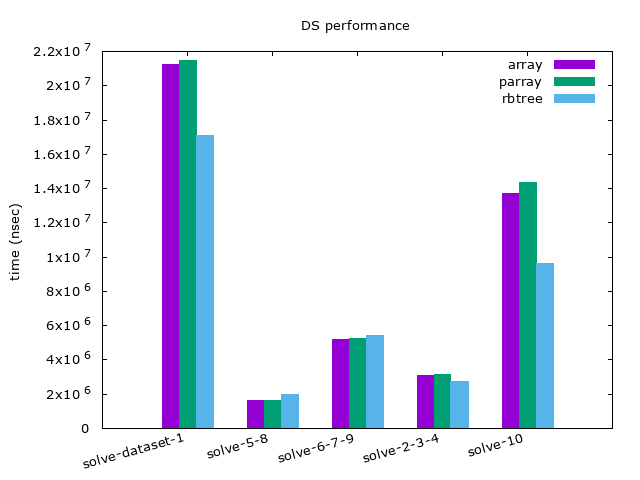 DS performance
array
parray
rbtree
time (nsec)
2.2x10 7
2x10 7
1.8x10 7
1.6x10 7
1.4x10 7
1.2x10 7
1x10 7
8x10 6
6x10 6
4x10 6
2x10 6
0
solve-dataset-1
solve-5-8
solve-6-7-9
solve-2-3-4
solve-10